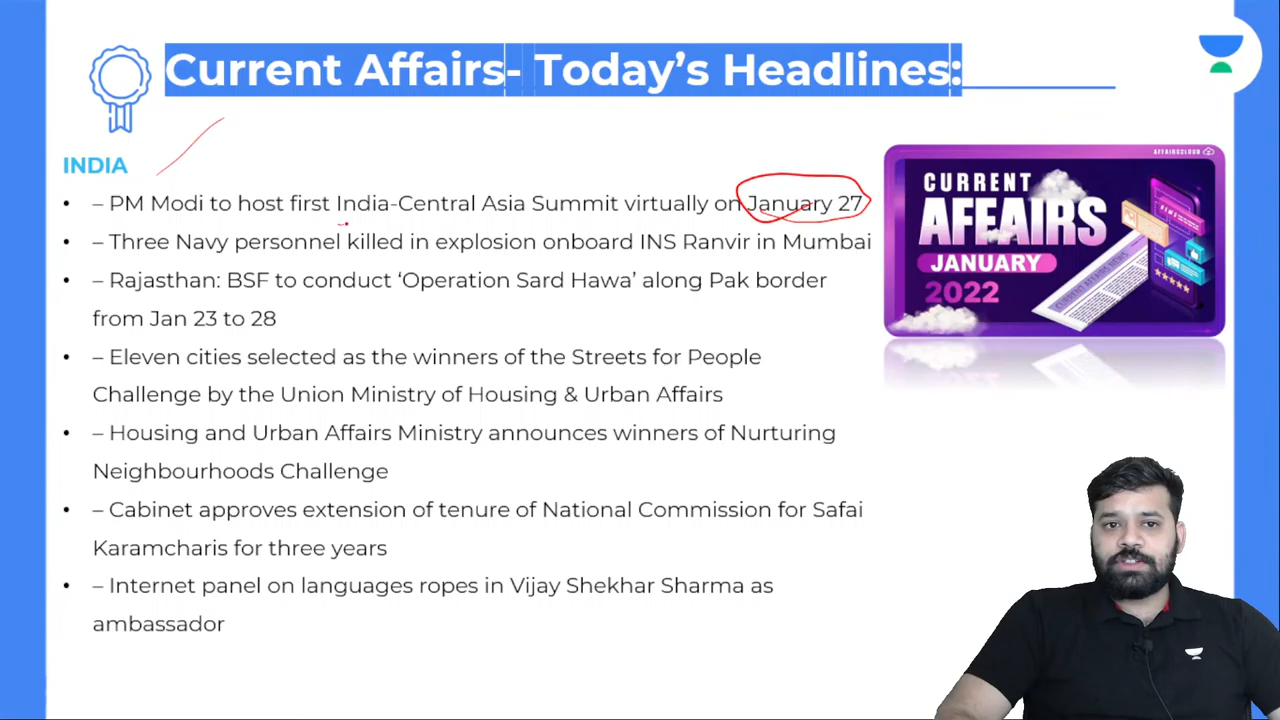 Current Affairs- Today's Headlines:
INDIA
• – PM Modi to host first India-Central Asia Summit virtually on January 27
• – Three Navy personnel killed in explosion onboard INS Ranvir in Mumbai
• – Rajasthan: BSF to conduct ‘Operation Sard Hawa’ along Pak border
from Jan 23 to 28
• – Eleven cities selected as the winners of the Streets for People
Challenge by the Union Ministry of Housing & Urban Affairs
• – Housing and Urban Affairs Ministry announces winners of Nurturing
Neighbourhoods Challenge
• – Cabinet approves extension of tenure of National Commission for Safai
Karamcharis for three years
• – Internet panel on languages ropes in Vijay Shekhar Sharma as
ambassador
AFFAIRSCLOUD
CURRENT
AFFAIRS
JANUARY
2022